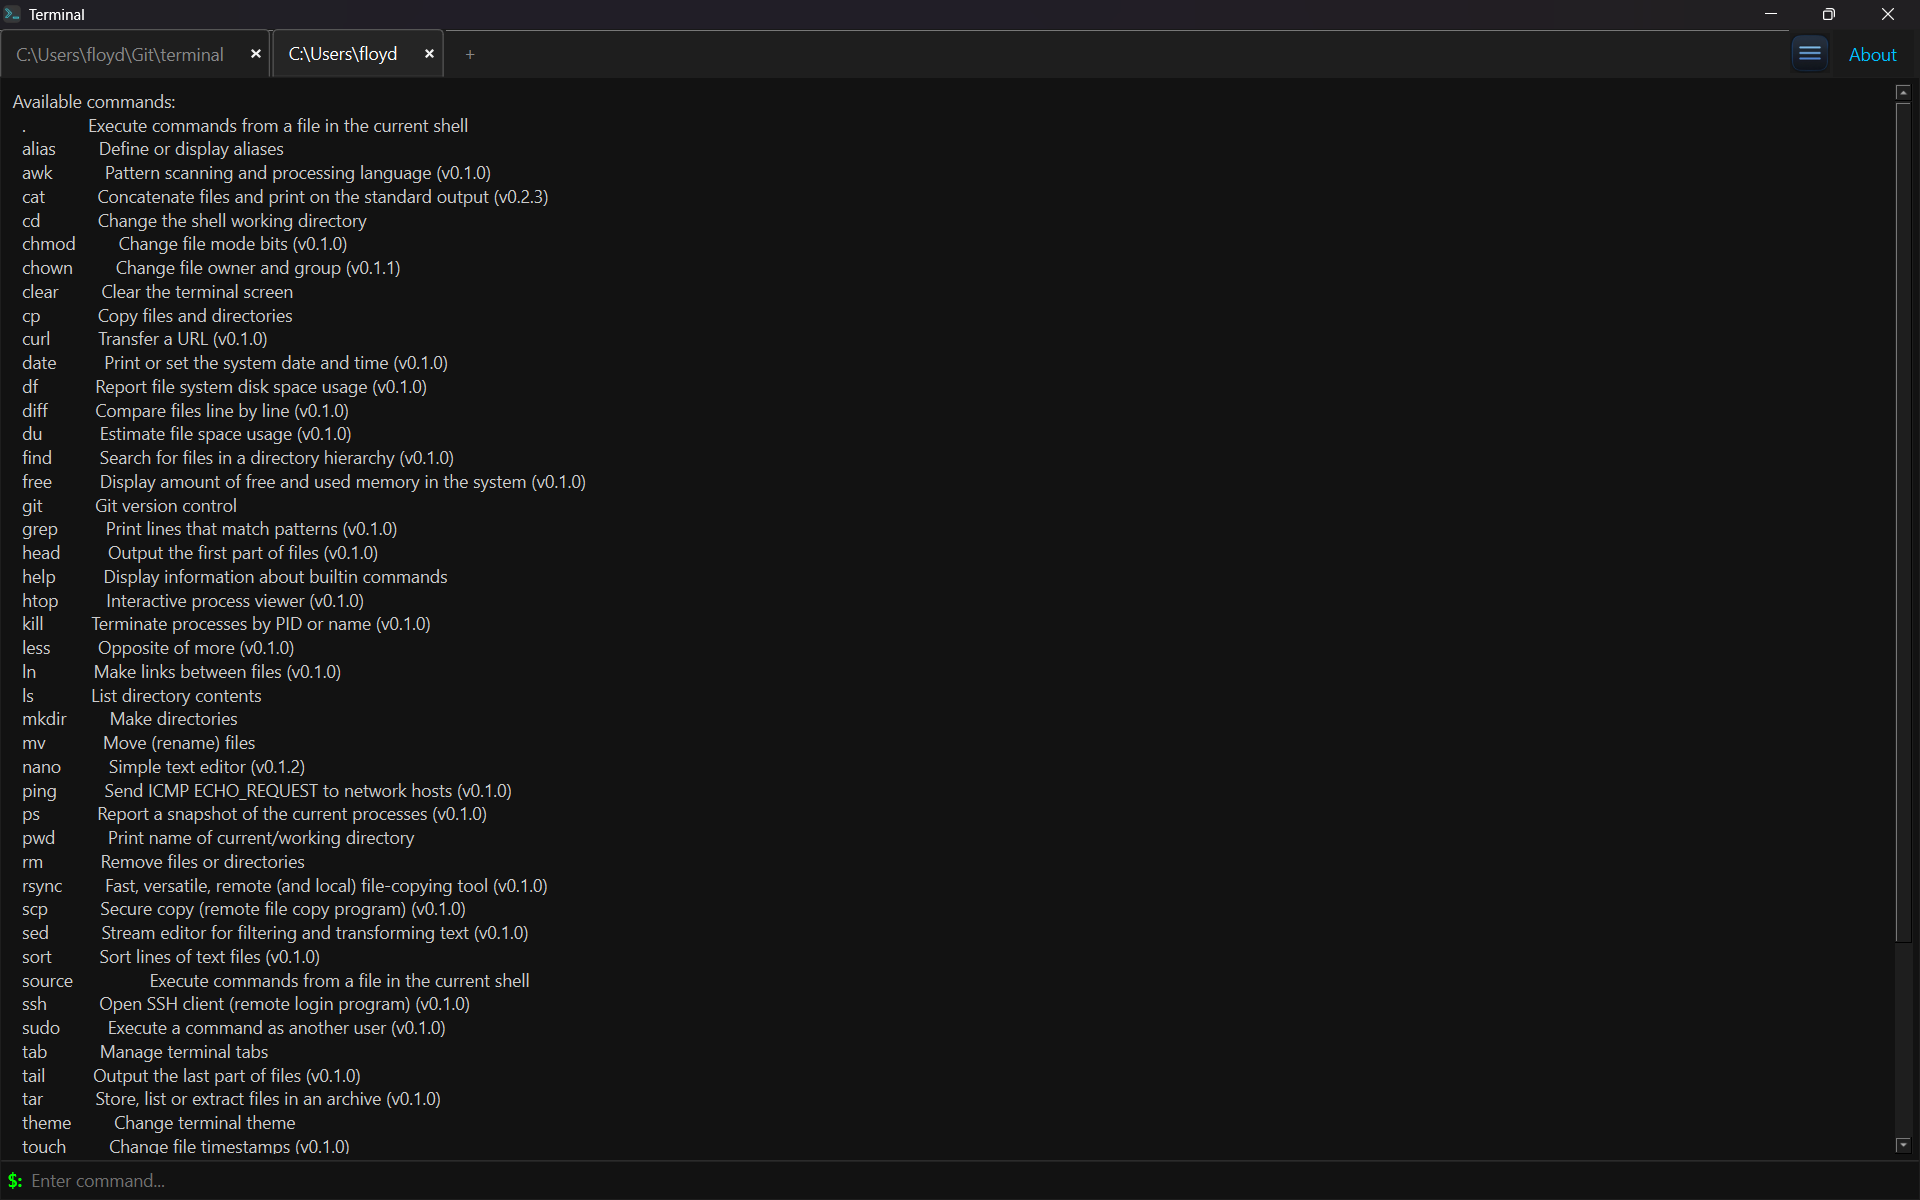 Terminal
C:\Users\floyd\Git\terminal × C:\Users\floyd × + About
Available commands:
. Execute commands from a file in the current shell
alias Define or display aliases
awk Pattern scanning and processing language (v0.1.0)
cat Concatenate files and print on the standard output (v0.2.3)
cd Change the shell working directory
chmod Change file mode bits (v0.1.0)
chown Change file owner and group (v0.1.1)
clear Clear the terminal screen
cp Copy files and directories
curl Transfer a URL (v0.1.0)
date Print or set the system date and time (v0.1.0)
df Report file system disk space usage (v0.1.0)
diff Compare files line by line (v0.1.0)
du Estimate file space usage (v0.1.0)
find Search for files in a directory hierarchy (v0.1.0)
free Display amount of free and used memory in the system (v0.1.0)
git Git version control
grep Print lines that match patterns (v0.1.0)
head Output the first part of files (v0.1.0)
help Display information about builtin commands
htop Interactive process viewer (v0.1.0)
kill Terminate processes by PID or name (v0.1.0)
less Opposite of more (v0.1.0)
ln Make links between files (v0.1.0)
ls List directory contents
mkdir Make directories
mv Move (rename) files
nano Simple text editor (v0.1.2)
ping Send ICMP ECHO_REQUEST to network hosts (v0.1.0)
ps Report a snapshot of the current processes (v0.1.0)
pwd Print name of current/working directory
rm Remove files or directories
rsync Fast, versatile, remote (and local) file-copying tool (v0.1.0)
scp Secure copy (remote file copy program) (v0.1.0)
sed Stream editor for filtering and transforming text (v0.1.0)
sort Sort lines of text files (v0.1.0)
source Execute commands from a file in the current shell
ssh Open SSH client (remote login program) (v0.1.0)
sudo Execute a command as another user (v0.1.0)
tab Manage terminal tabs
tail Output the last part of files (v0.1.0)
tar Store, list or extract files in an archive (v0.1.0)
theme Change terminal theme
touch Change file timestamps (v0.1.0)
$: Enter command...